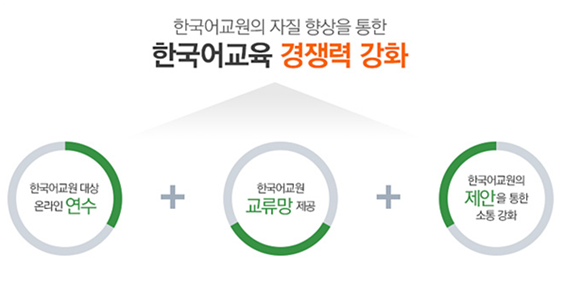 한국어교원의 자질 향상을 통한
한국어교육 경쟁력 강화
한국어교원 대상
온라인 연수
+
한국어교원
교류망 제공
+
한국어교원의
제안을 통한
소통 강화